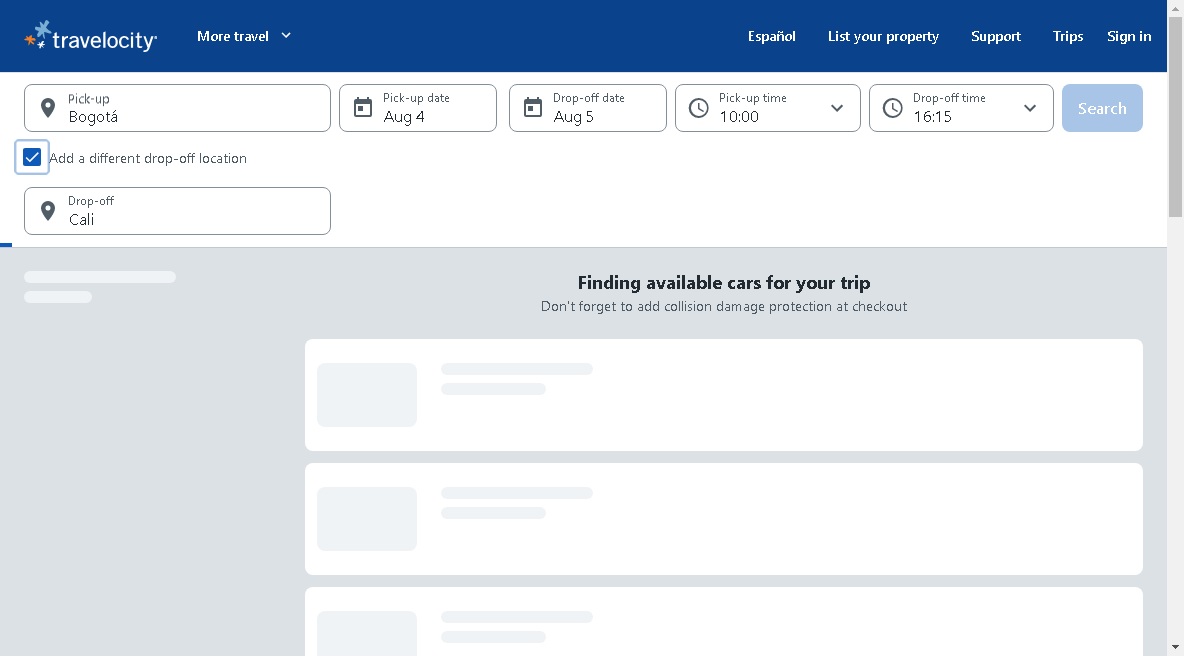 travelocity
More travel
Español
List your property
Support
Trips
Sign in
Pick-up
Bogotá
Pick-up date
Aug 4
Drop-off date
Aug 5
Pick-up time
10:00
Drop-off time
16:15
Search
Add a different drop-off location
Drop-off
Cali
Finding available cars for your trip
Don't forget to add collision damage protection at checkout